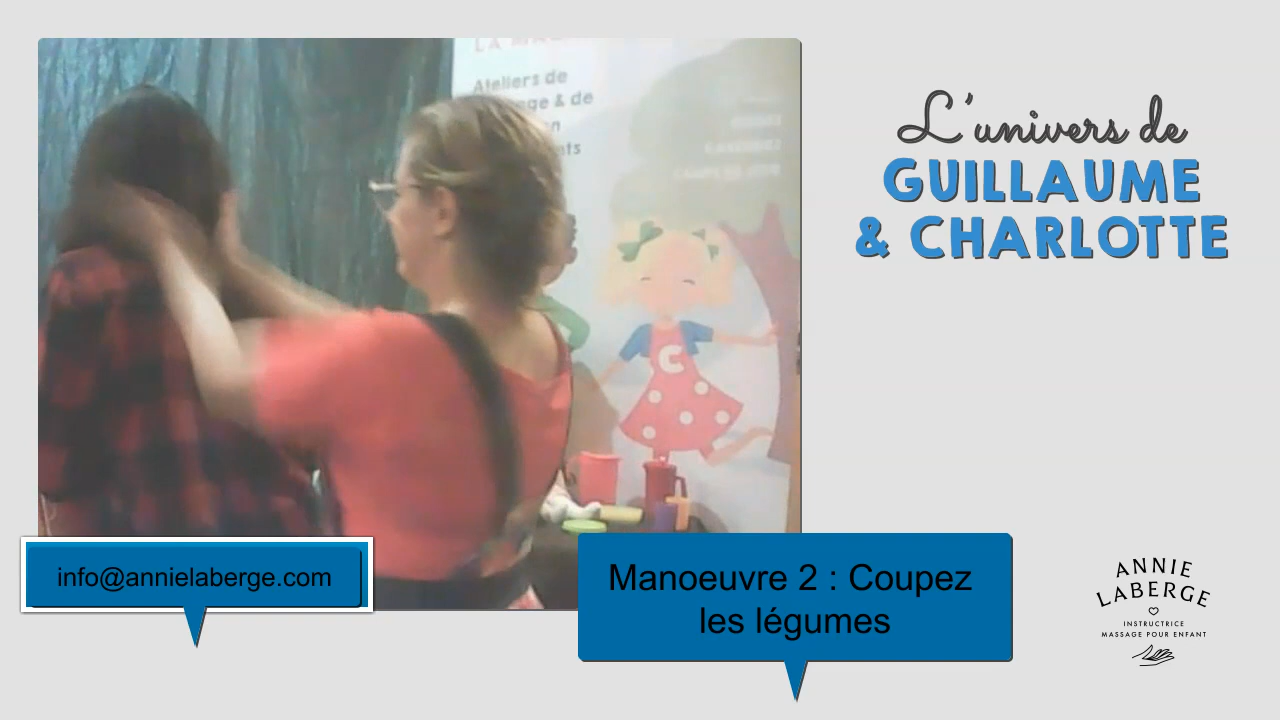 Ateliers de
L'univers de
GUILLAUME
& CHARLOTTE
C
info@annielaberge.com
Manoeuvre 2 : Coupez
les légumes
ANNIE
LABERGE
INSTRUCTRICE
MASSAGE POUR ENFANT